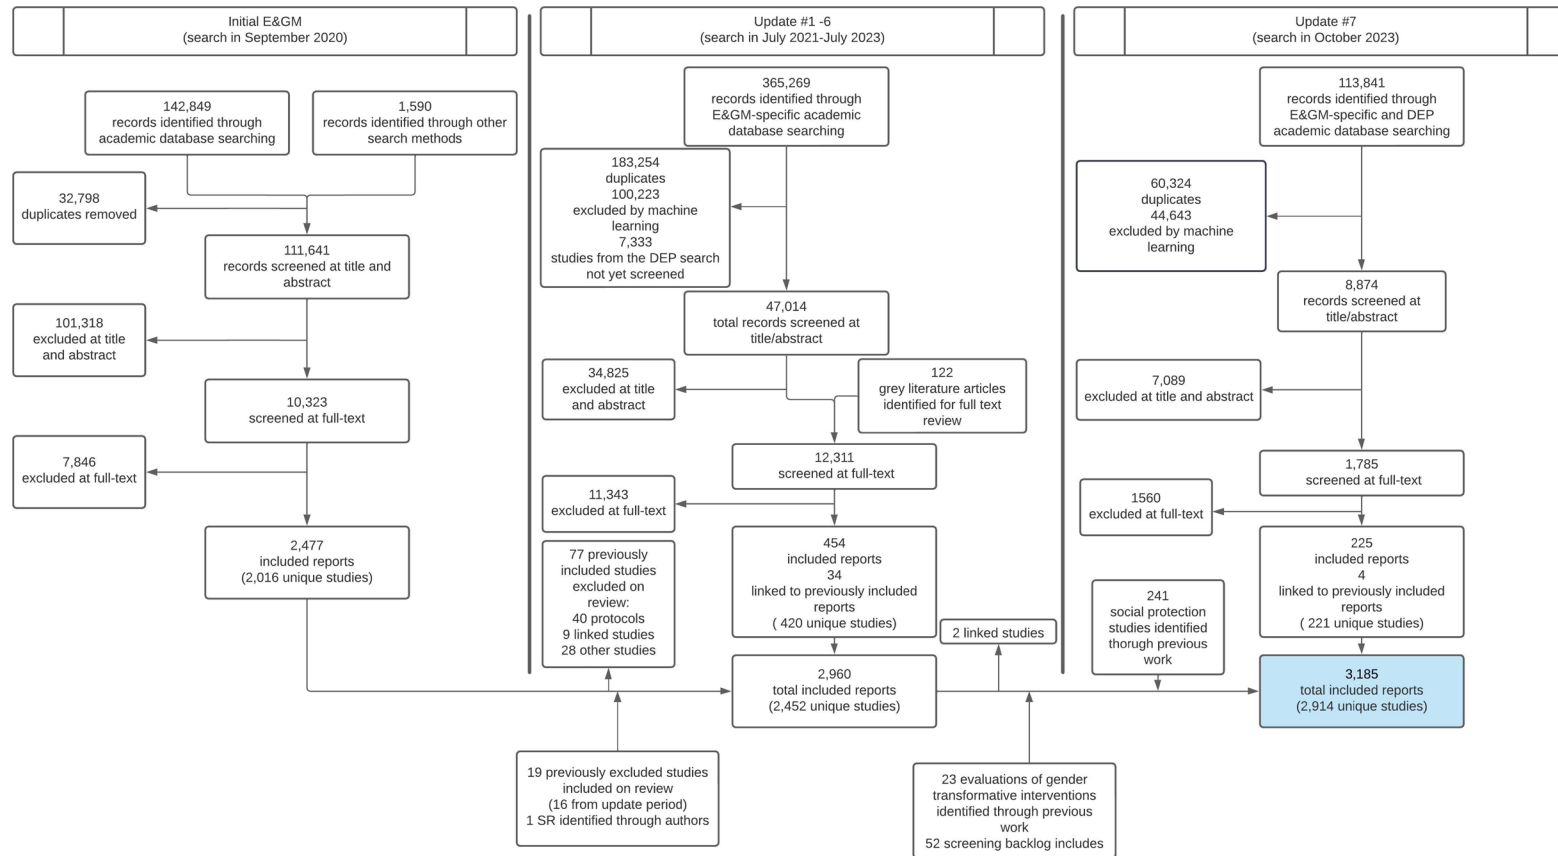 Initial E&GM
(search in September 2020)
142,849
records identified through
academic database searching
1,590
records identified through other
search methods
32,798
duplicates removed
111,641
records screened at title and
abstract
101,318
excluded at title
and abstract
10,323
screened at full-text
7,846
excluded at full-text
2,477
included reports
(2,016 unique studies)
Update #1 -6
(search in July 2021-July 2023)
365,269
records identified through
E&GM-specific academic
database searching
183,254
duplicates
100,223
excluded by machine
learning
7,333
studies from the DEP search
not yet screened
47,014
total records screened at
title/abstract
34,825
excluded at title
and abstract
122
grey literature articles
identified for full text
review
12,311
screened at full-text
11,343
excluded at full-text
454
included reports
34
linked to previously included
reports
( 420 unique studies)
77 previously
included studies
excluded on
review:
40 protocols
9 linked studies
28 other studies
2,960
total included reports
(2,452 unique studies)
19 previously excluded studies
included on review
(16 from update period)
1 SR identified through authors
2 linked studies
23 evaluations of gender
transformative interventions
identified through previous
work
52 screening backlog includes
Update #7
(search in October 2023)
113,841
records identified through
E&GM-specific and DEP
academic database searching
60,324
duplicates
44,643
excluded by machine
learning
8,874
records screened at
title/abstract
7,089
excluded at title and abstract
1,785
screened at full-text
1560
excluded at full-text
225
included reports
4
linked to previously included
reports
( 221 unique studies)
241
social protection
studies identified
thorugh previous
work
3,185
total included reports
(2,914 unique studies)